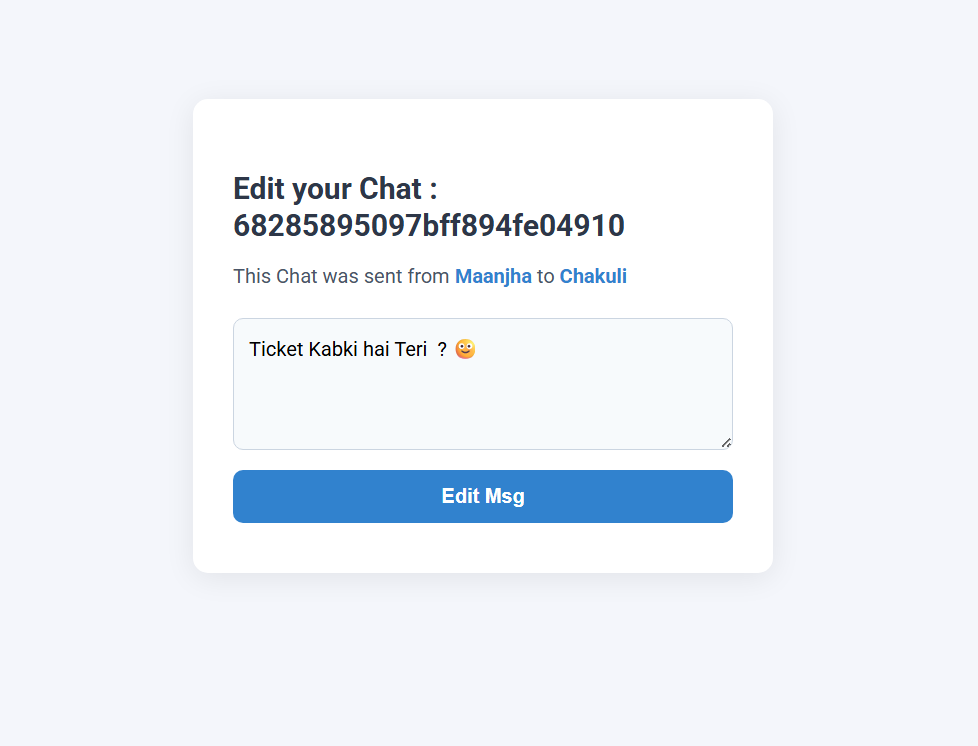 Edit your Chat :
68285895097bff894fe04910
This Chat was sent from Maanjha to Chakuli
Ticket Kabki hai Teri  ? 🫠
Edit Msg